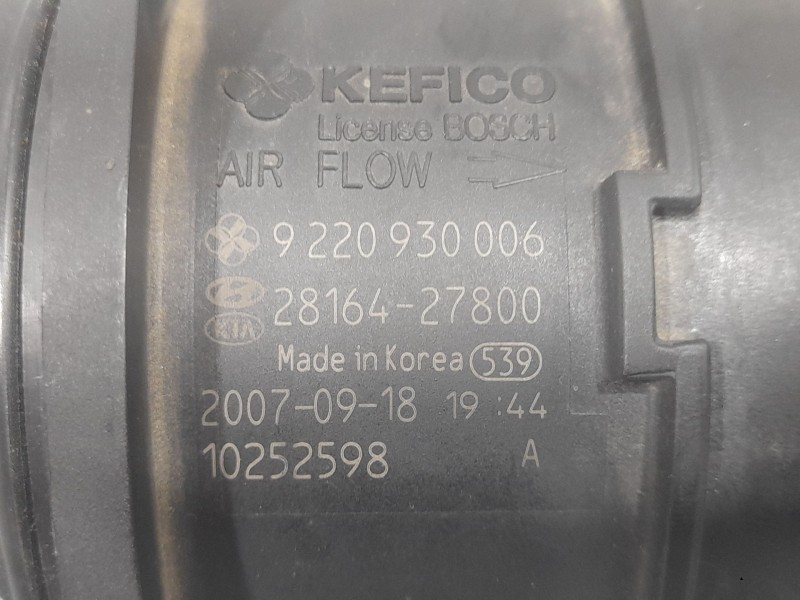 KEFICO
License BOSCH
AIR FLOW
9 220 930 006
28164-27800
KIA
Made in Korea 539
2007-09-18 19:44
10252598 A